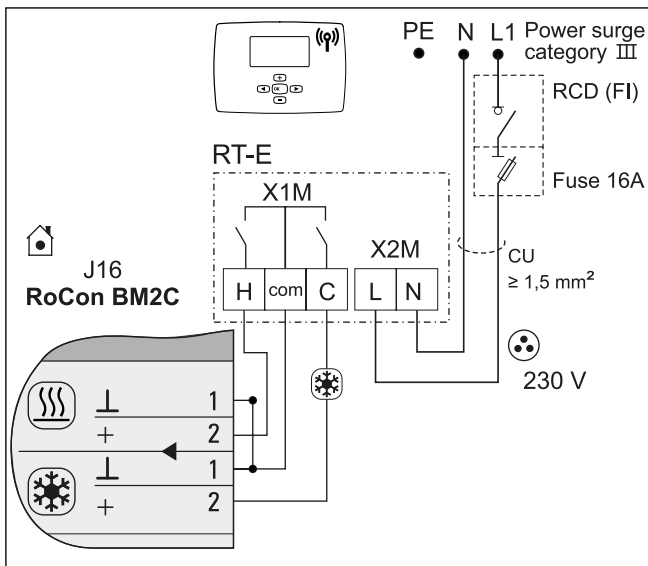 PE N L1 Power surge
category III
RCD (FI)
OK
RT-E
Fuse 16A
X1M
X2M
CU
≥ 1,5 mm²
J16
RoCon BM2C
H com C L N
230 V
⊥ 1
+ 2
⊥ 1
+ 2